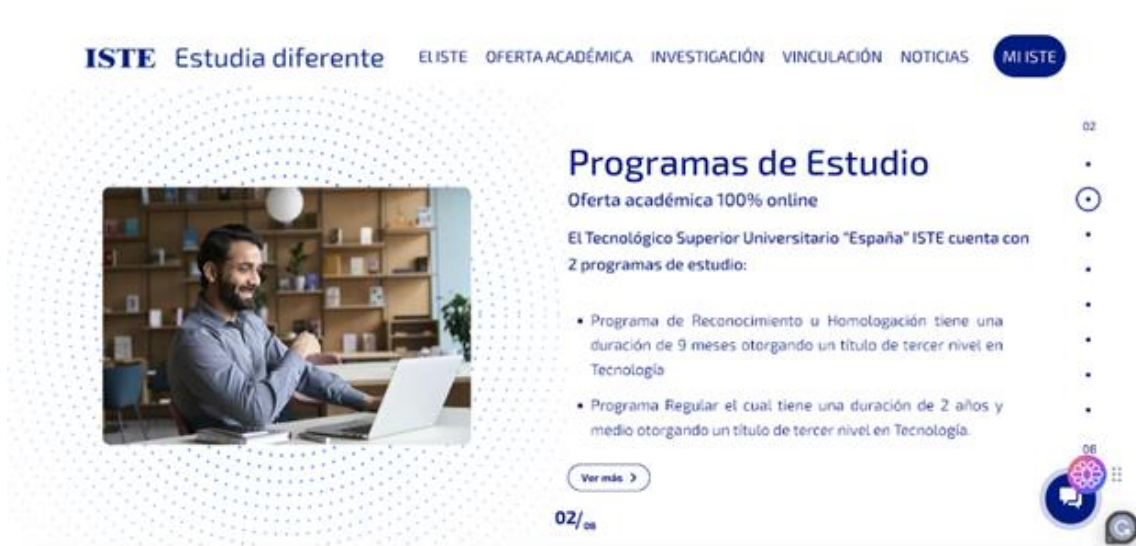 ISTE Estudia diferente EL ISTE OFERTA ACADÉMICA INVESTIGACIÓN VINCULACIÓN NOTICIAS MI ISTE
02
Programas de Estudio
Oferta académica 100% online
El Tecnológico Superior Universitario "España" ISTE cuenta con
2 programas de estudio:
• Programa de Reconocimiento u Homologación tiene una
duración de 9 meses otorgando un título de tercer nivel en
Tecnología
• Programa Regular el cual tiene una duración de 2 años y
medio otorgando un título de tercer nivel en Tecnología.
08
Ver más >
02/08